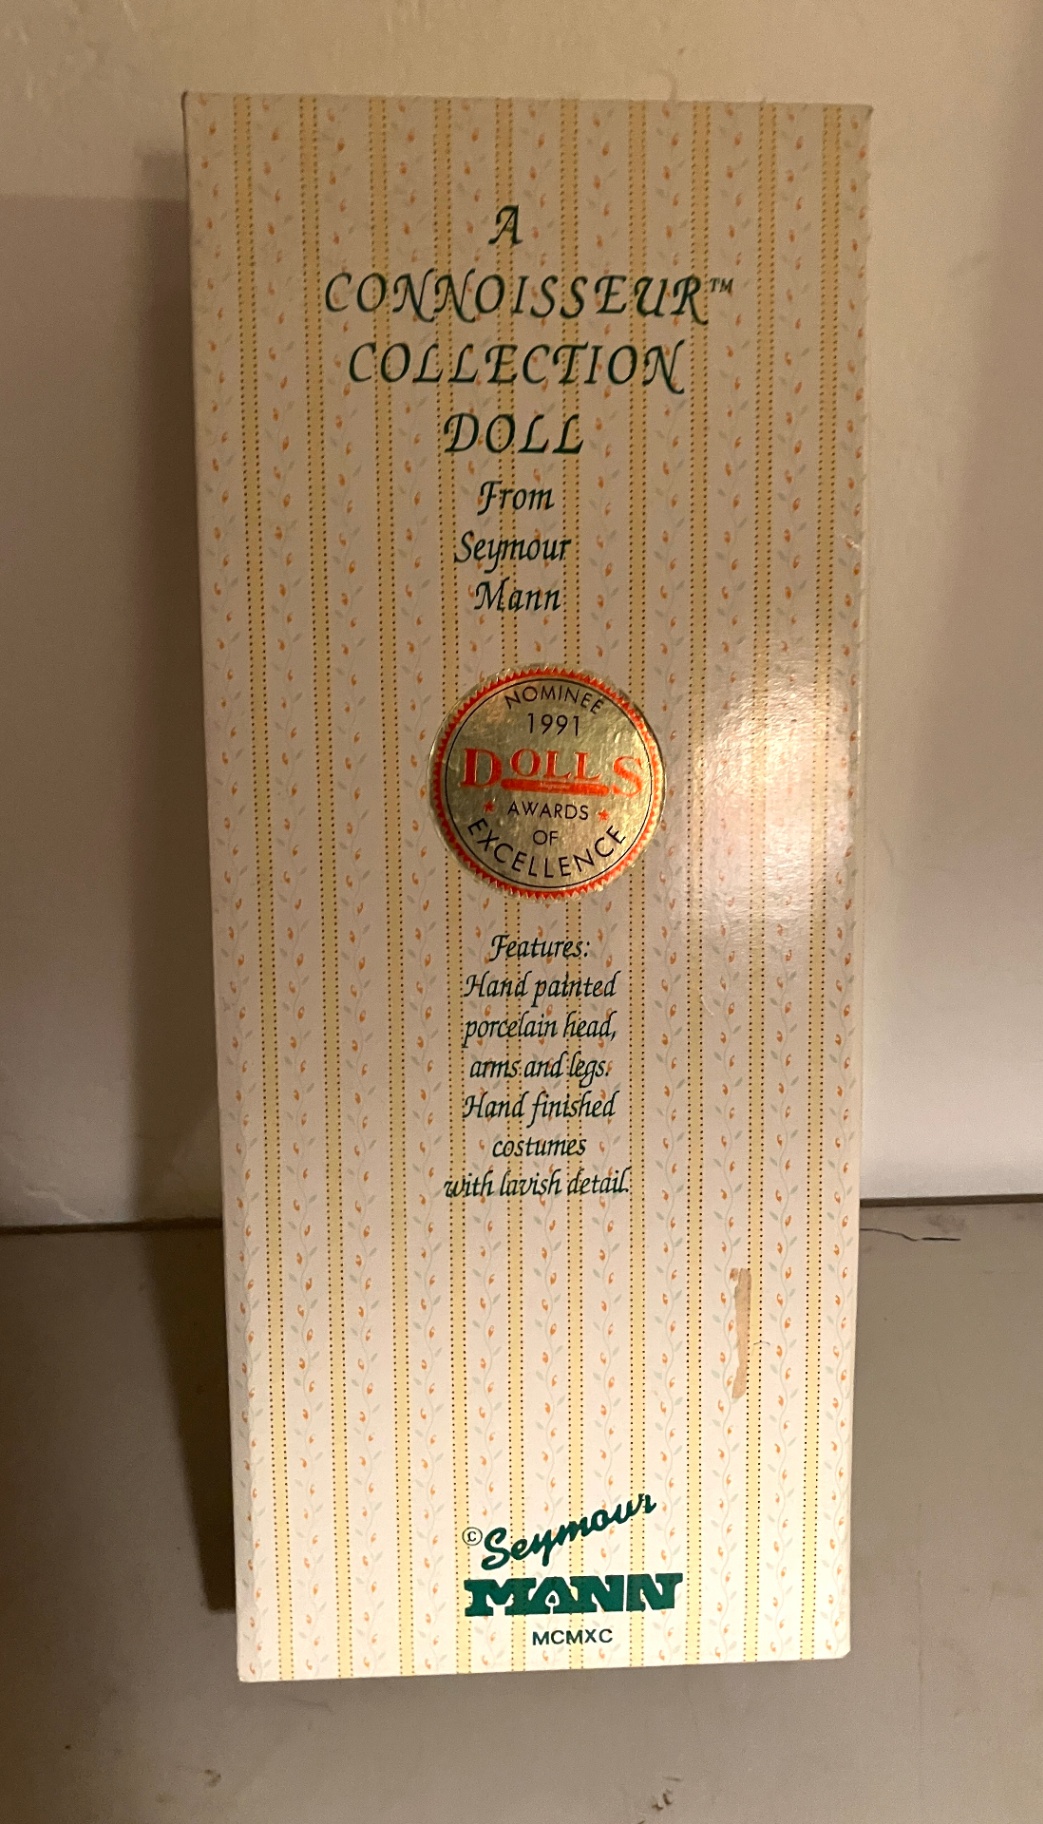 A
CONNOISSEUR™
COLLECTION
DOLL
From
Seymour
Mann
NOMINEE
1991
DOLLS
AWARDS
OF
EXCELLENCE
Features:
Hand painted
porcelain head,
arms and legs.
Hand finished
costumes
with lavish detail.
© Seymour
MANN
MCMXC